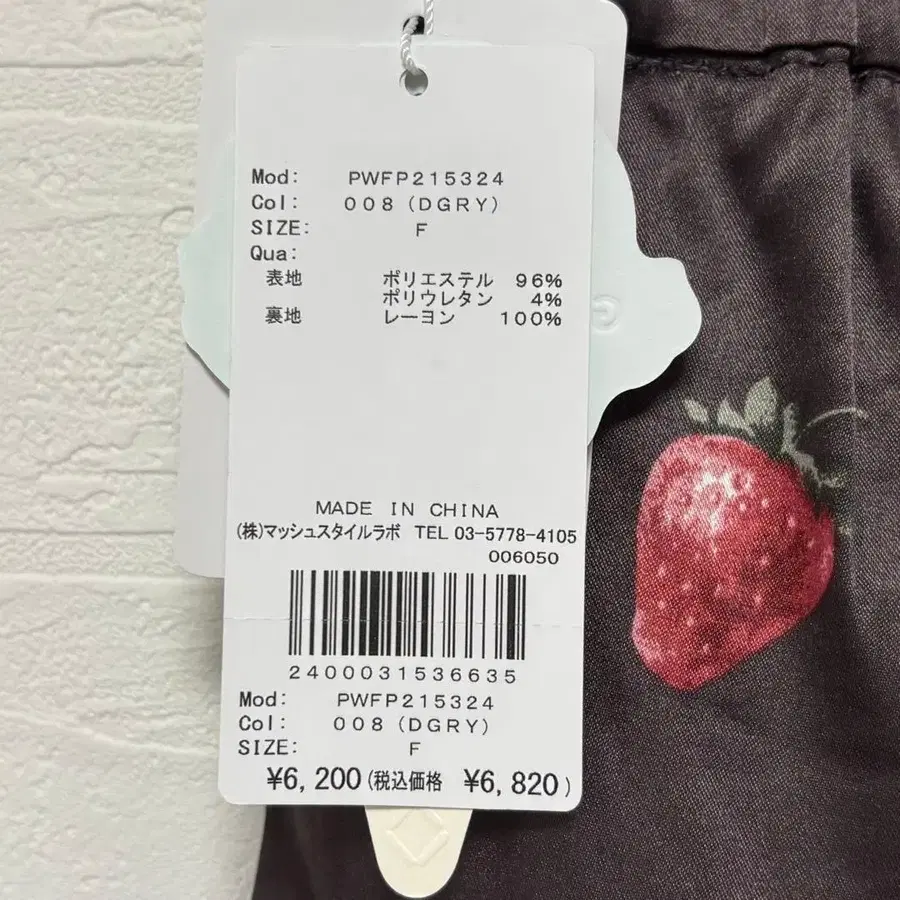 Mod: PWFP215324
Col: 008 (DGRY)
SIZE: F
Qua:
表地 ポリエステル 96%
ポリウレタン 4%
裏地 レーヨン 100%
MADE IN CHINA
(株)マッシュスタイルラボ TEL 03-5778-4105
006050
2400031536635
Mod: PWFP215324
Col: 008 (DGRY)
SIZE: F
¥6,200(税込価格 ¥6,820)